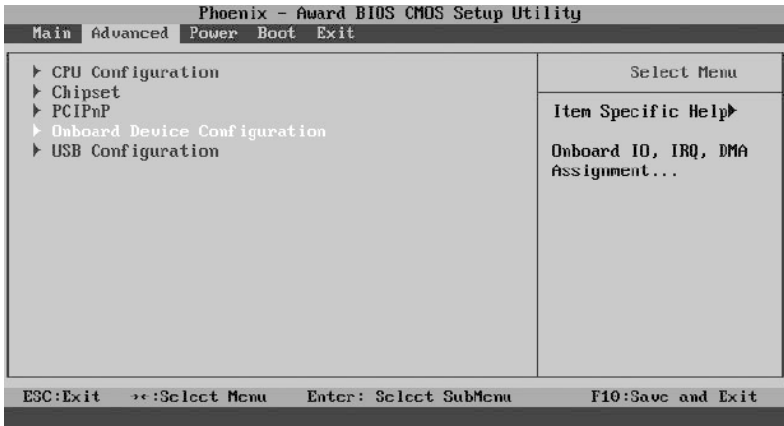 Phoenix - Award BIOS CMOS Setup Utility
Main Advanced Power Boot Exit
CPU Configuration
Chipset
PCIPnP
Onboard Device Configuration
USB Configuration
Select Menu
Item Specific Help
Onboard IO, IRQ, DMA
Assignment...
ESC:Exit →←:Select Menu Enter: Select SubMenu F10:Save and Exit